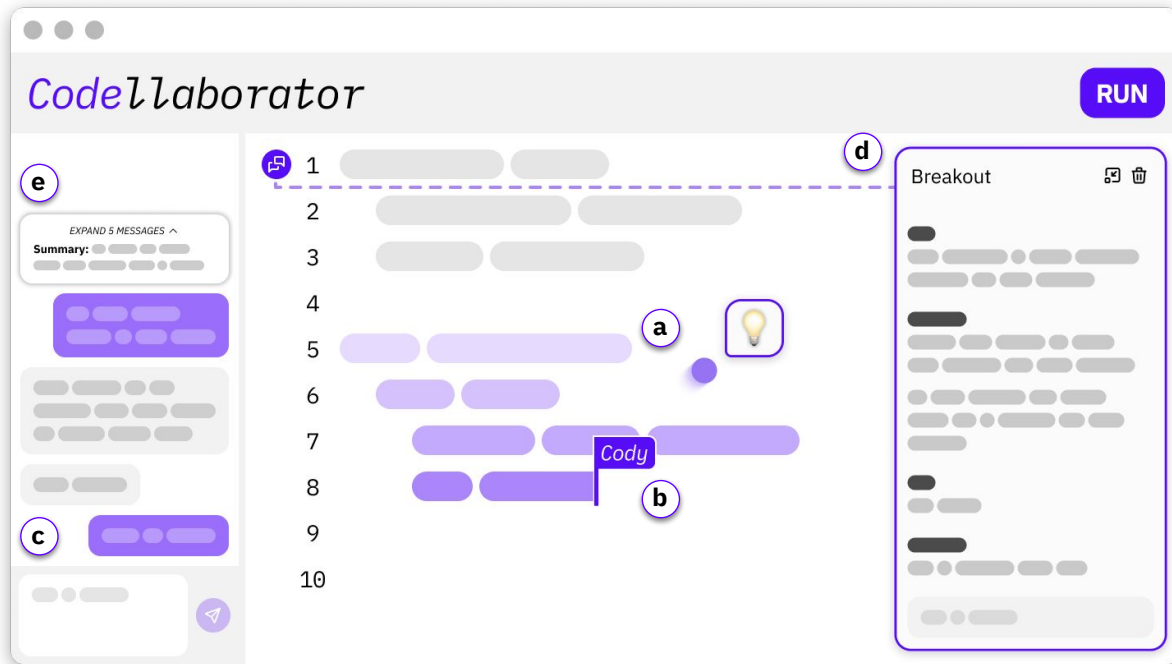 Codellaborator
RUN
e
EXPAND 5 MESSAGES
Summary:
c
1
2
3
4
5
6
7
8
9
10
a
Cody
b
d
Breakout